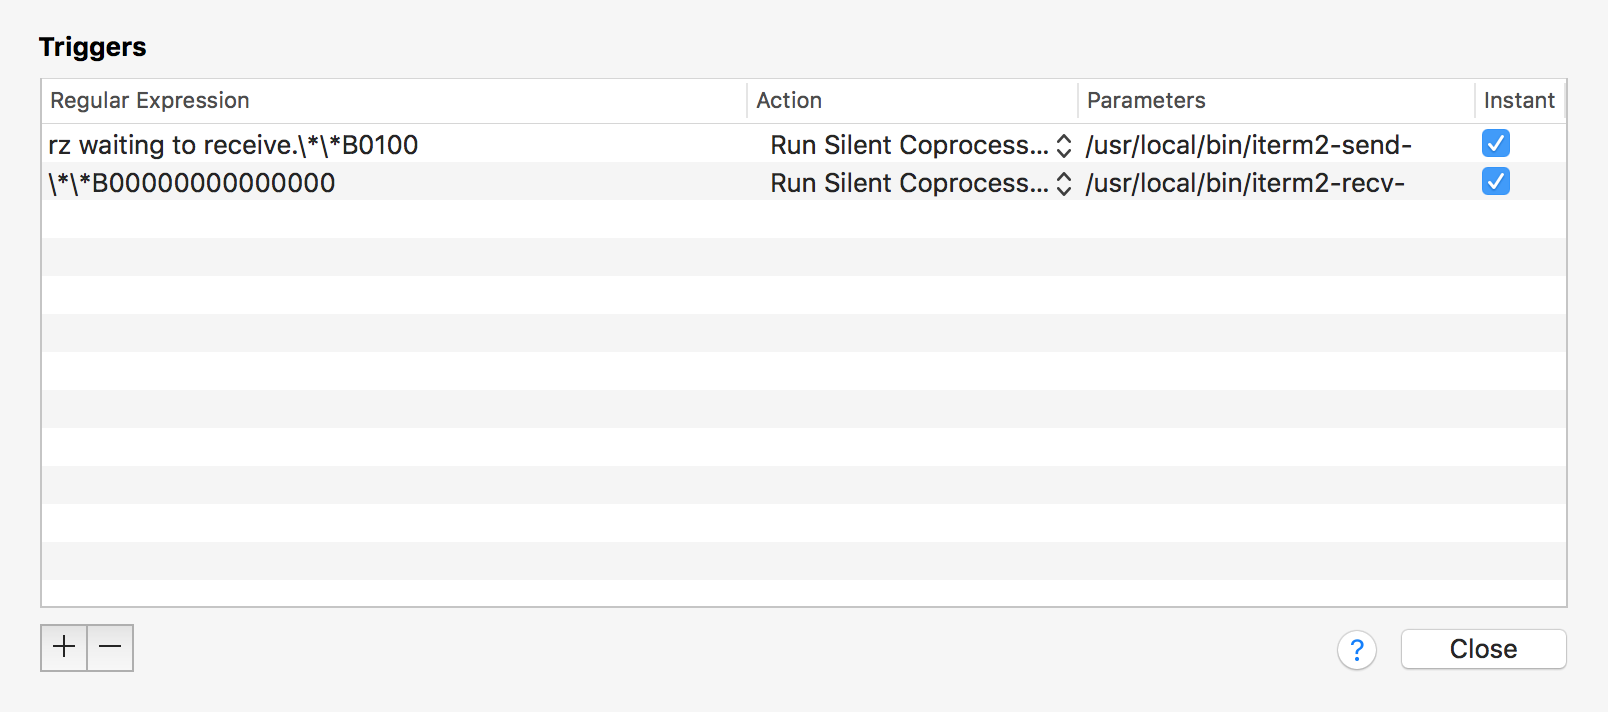 Triggers
Regular Expression Action Parameters Instant
rz waiting to receive.\*\*B0100 Run Silent Coprocess... /usr/local/bin/iterm2-send-
\*\*B00000000000000 Run Silent Coprocess... /usr/local/bin/iterm2-recv-
+ − ? Close